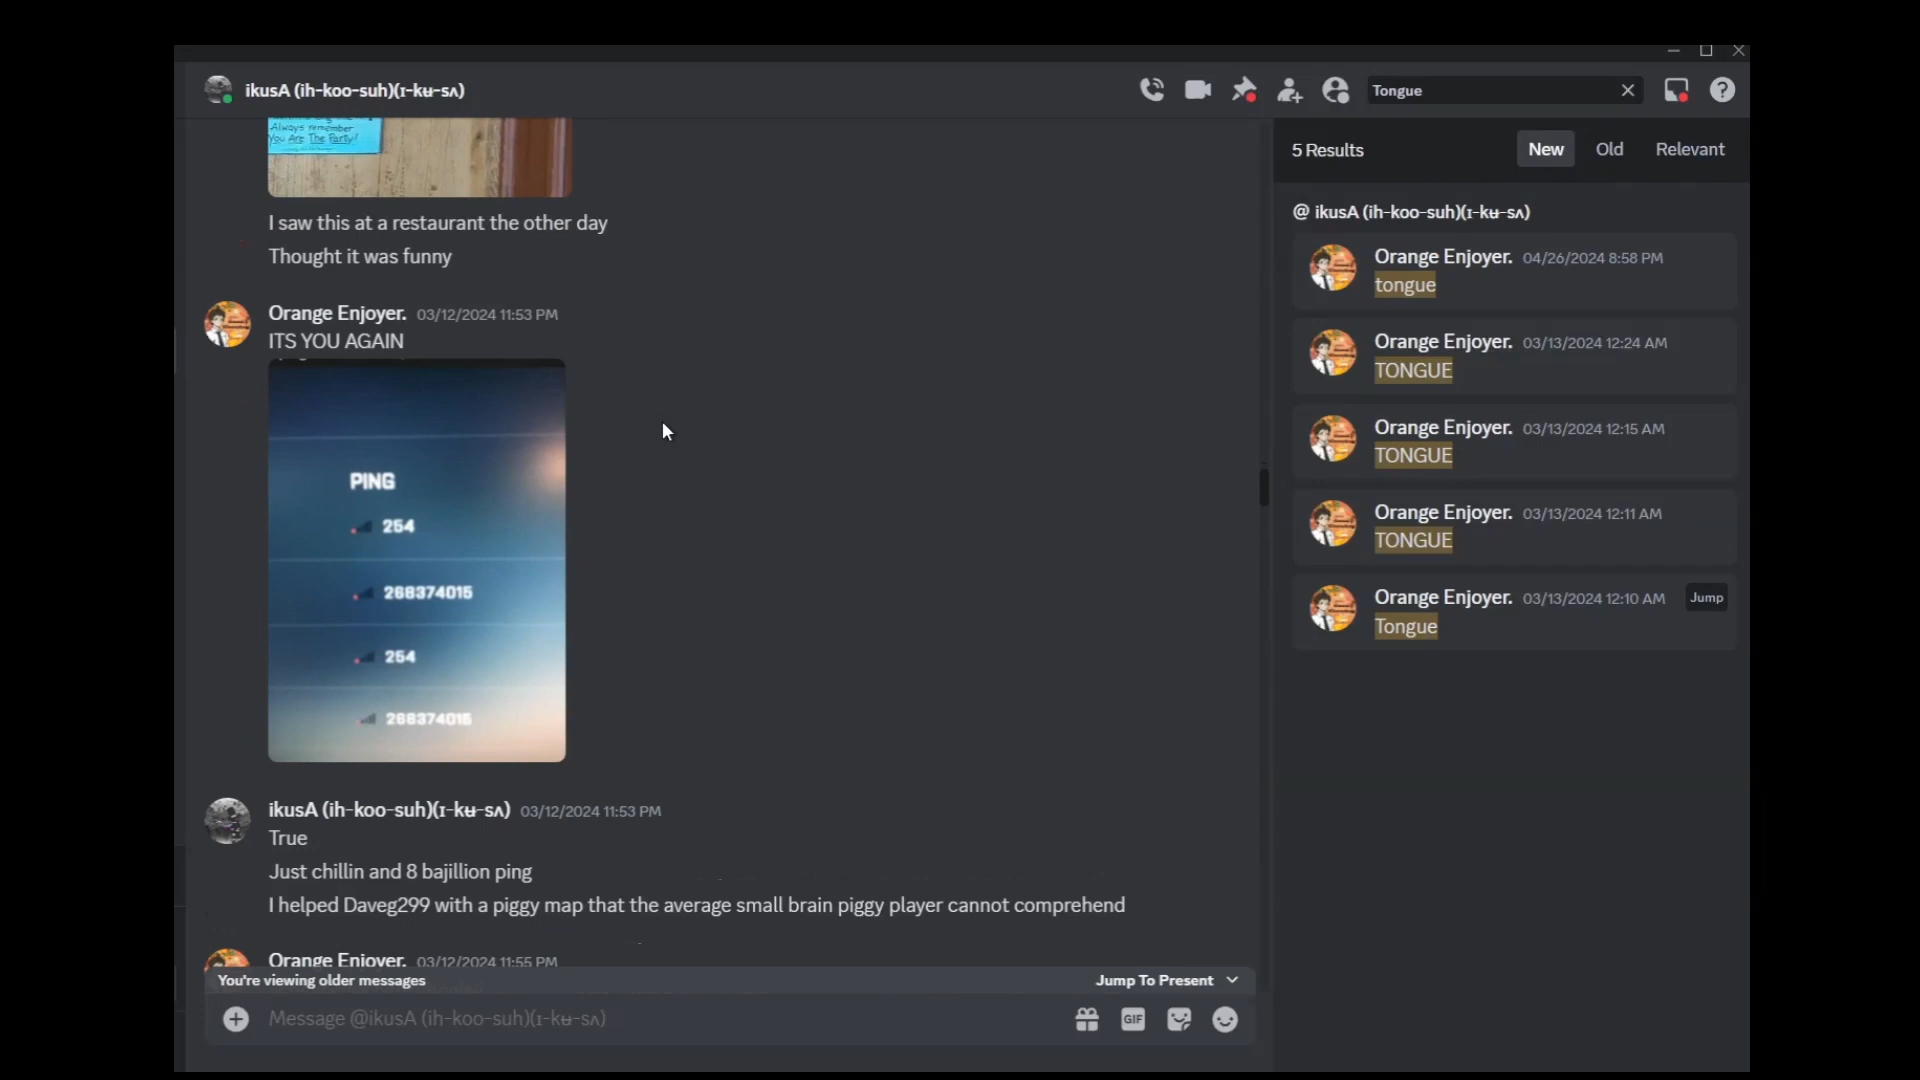 ikusA (ih-koo-suh)(ɪ-kʉ-sʌ)
Tongue
Always remember
You Are The Party!
I saw this at a restaurant the other day
Thought it was funny
Orange Enjoyer. 03/12/2024 11:53 PM
ITS YOU AGAIN
PING
254
268374015
254
268374015
ikusA (ih-koo-suh)(ɪ-kʉ-sʌ) 03/12/2024 11:53 PM
True
Just chillin and 8 bajillion ping
I helped Daveg299 with a piggy map that the average small brain piggy player cannot comprehend
Orange Enjoyer. 03/12/2024 11:55 PM
You're viewing older messages
Jump To Present
Message @ikusA (ih-koo-suh)(ɪ-kʉ-sʌ)
GIF
5 Results
New Old Relevant
@ ikusA (ih-koo-suh)(ɪ-kʉ-sʌ)
Orange Enjoyer. 04/26/2024 8:58 PM
tongue
Orange Enjoyer. 03/13/2024 12:24 AM
TONGUE
Orange Enjoyer. 03/13/2024 12:15 AM
TONGUE
Orange Enjoyer. 03/13/2024 12:11 AM
TONGUE
Orange Enjoyer. 03/13/2024 12:10 AM
Jump
Tongue